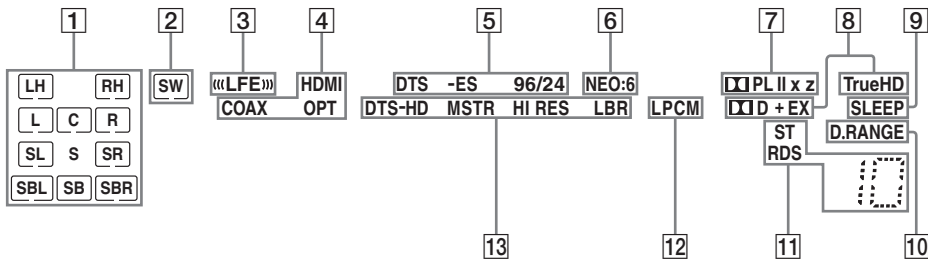 1 2 3 4 5 6 7 8 9
LH RH SW LFE HDMI DTS -ES 96/24 NEO:6 PL II x z TrueHD
L C R COAX OPT DTS-HD MSTR HI RES LBR LPCM D + EX SLEEP
SL S SR ST D.RANGE
RDS
SBL SB SBR 10
13 12 11 10